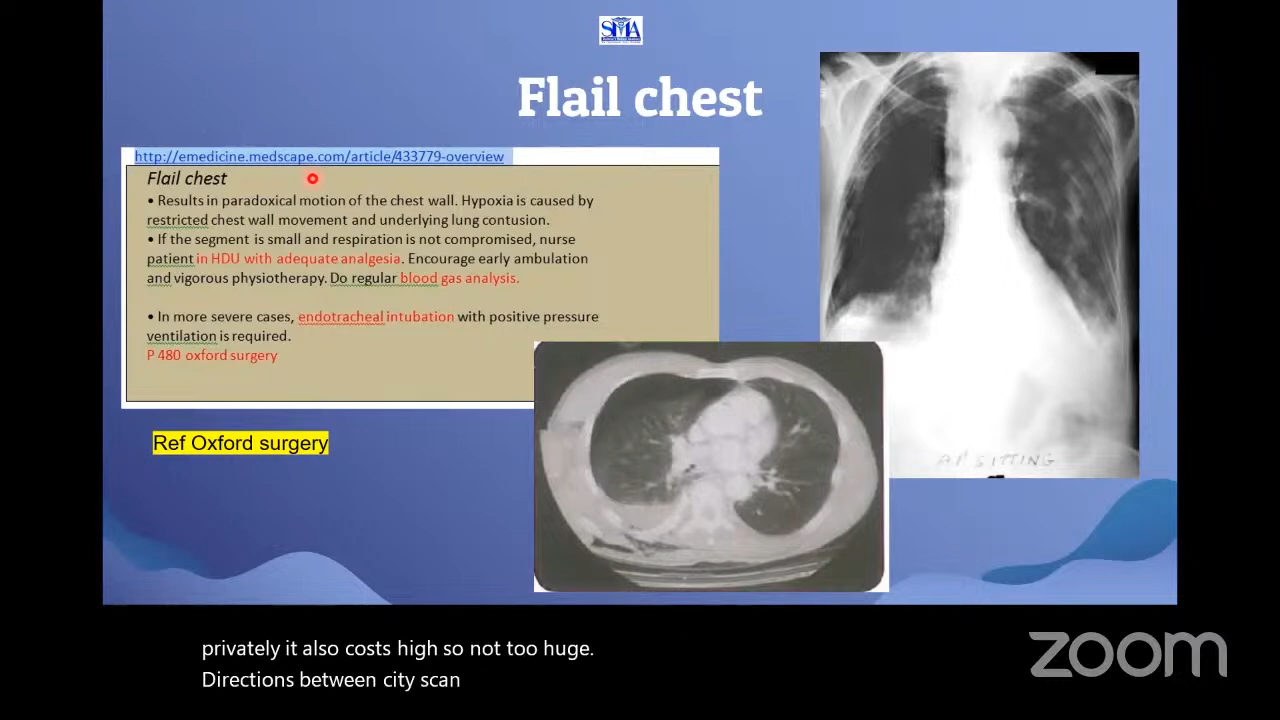 SMA
Flail chest
http://emedicine.medscape.com/article/433779-overview
Flail chest
• Results in paradoxical motion of the chest wall. Hypoxia is caused by
restricted chest wall movement and underlying lung contusion.
• If the segment is small and respiration is not compromised, nurse
patient in HDU with adequate analgesia. Encourage early ambulation
and vigorous physiotherapy. Do regular blood gas analysis.
• In more severe cases, endotracheal intubation with positive pressure
ventilation is required.
P 480 oxford surgery
Ref Oxford surgery
AP SITTING
privately it also costs high so not too huge.
Directions between city scan
zoom